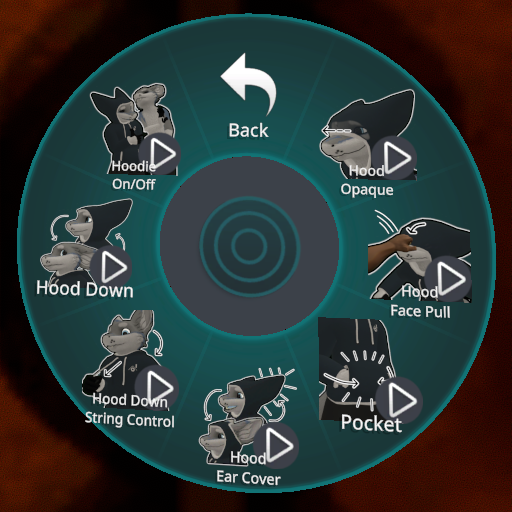 Back
Hood
Opaque
Hood
Face Pull
Pocket
Hood
Ear Cover
Hood Down
String Control
Hood Down
Hoodie
On/Off